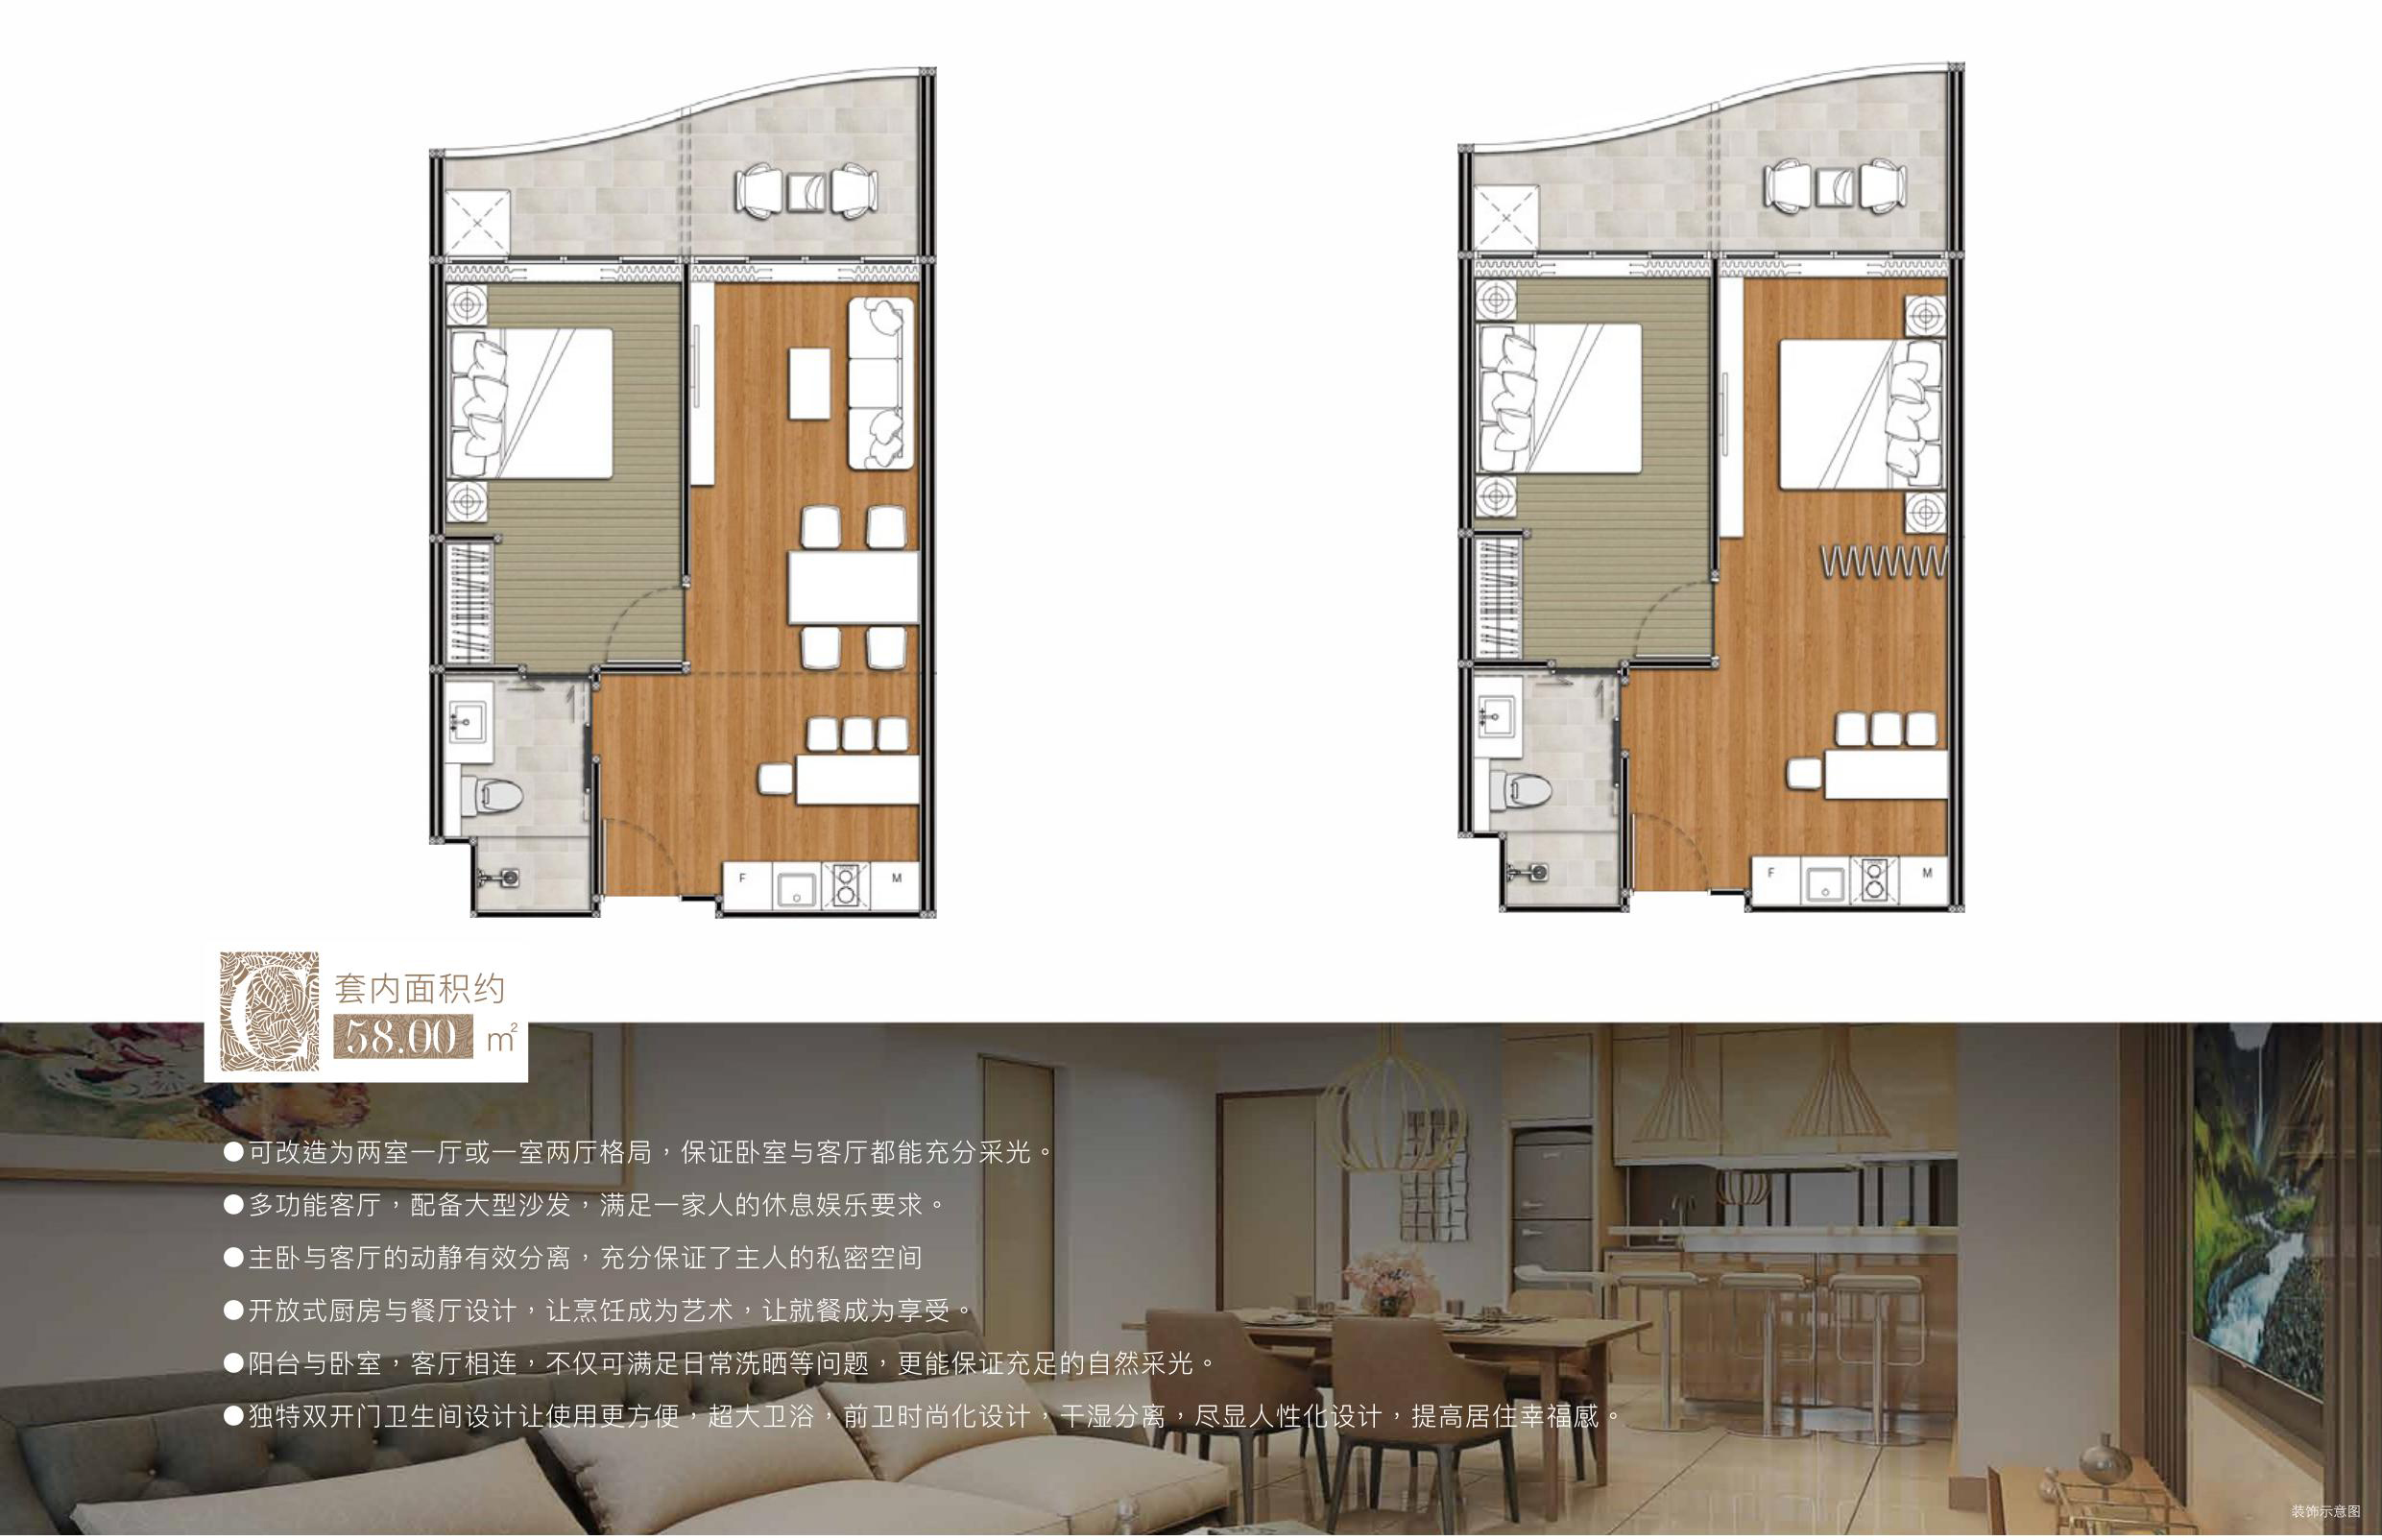 F
M
F
M
C
套内面积约
58.00 m²
●可改造为两室一厅或一室两厅格局，保证卧室与客厅都能充分采光。
●多功能客厅，配备大型沙发，满足一家人的休息娱乐要求。
●主卧与客厅的动静有效分离，充分保证了主人的私密空间
●开放式厨房与餐厅设计，让烹饪成为艺术，让就餐成为享受。
●阳台与卧室，客厅相连，不仅可满足日常洗晒等问题，更能保证充足的自然采光。
●独特双开门卫生间设计让使用更方便，超大卫浴，前卫时尚化设计，干湿分离，尽显人性化设计，提高居住幸福感。
装饰示意图